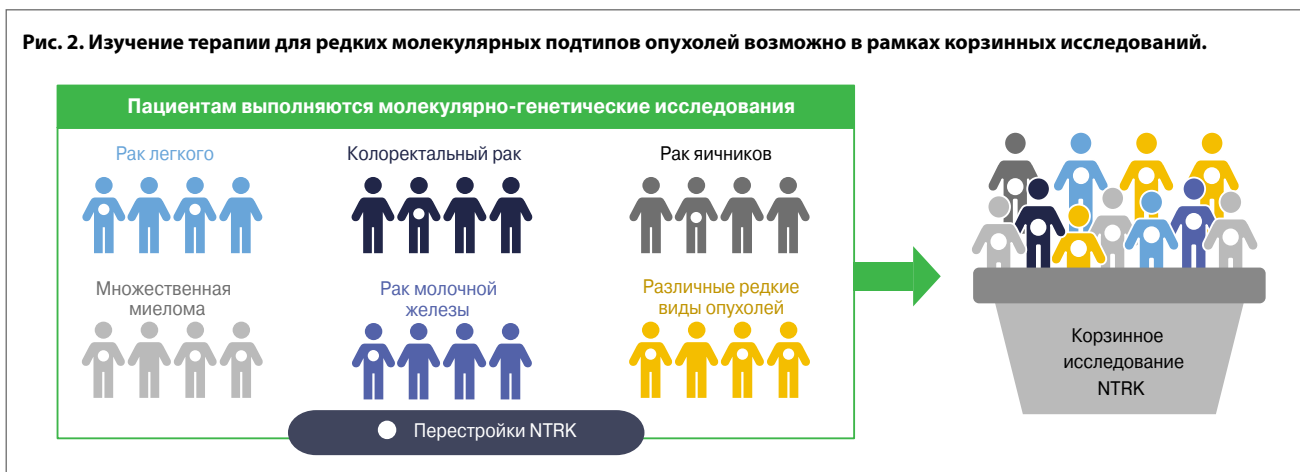 Рис. 2. Изучение терапии для редких молекулярных подтипов опухолей возможно в рамках корзинных исследований.
Пациентам выполняются молекулярно-генетические исследования
Рак легкого
Колоректальный рак
Рак яичников
Множественная
миелома
Рак молочной
железы
Различные редкие
виды опухолей
Перестройки NTRK
Корзинное
исследование
NTRK